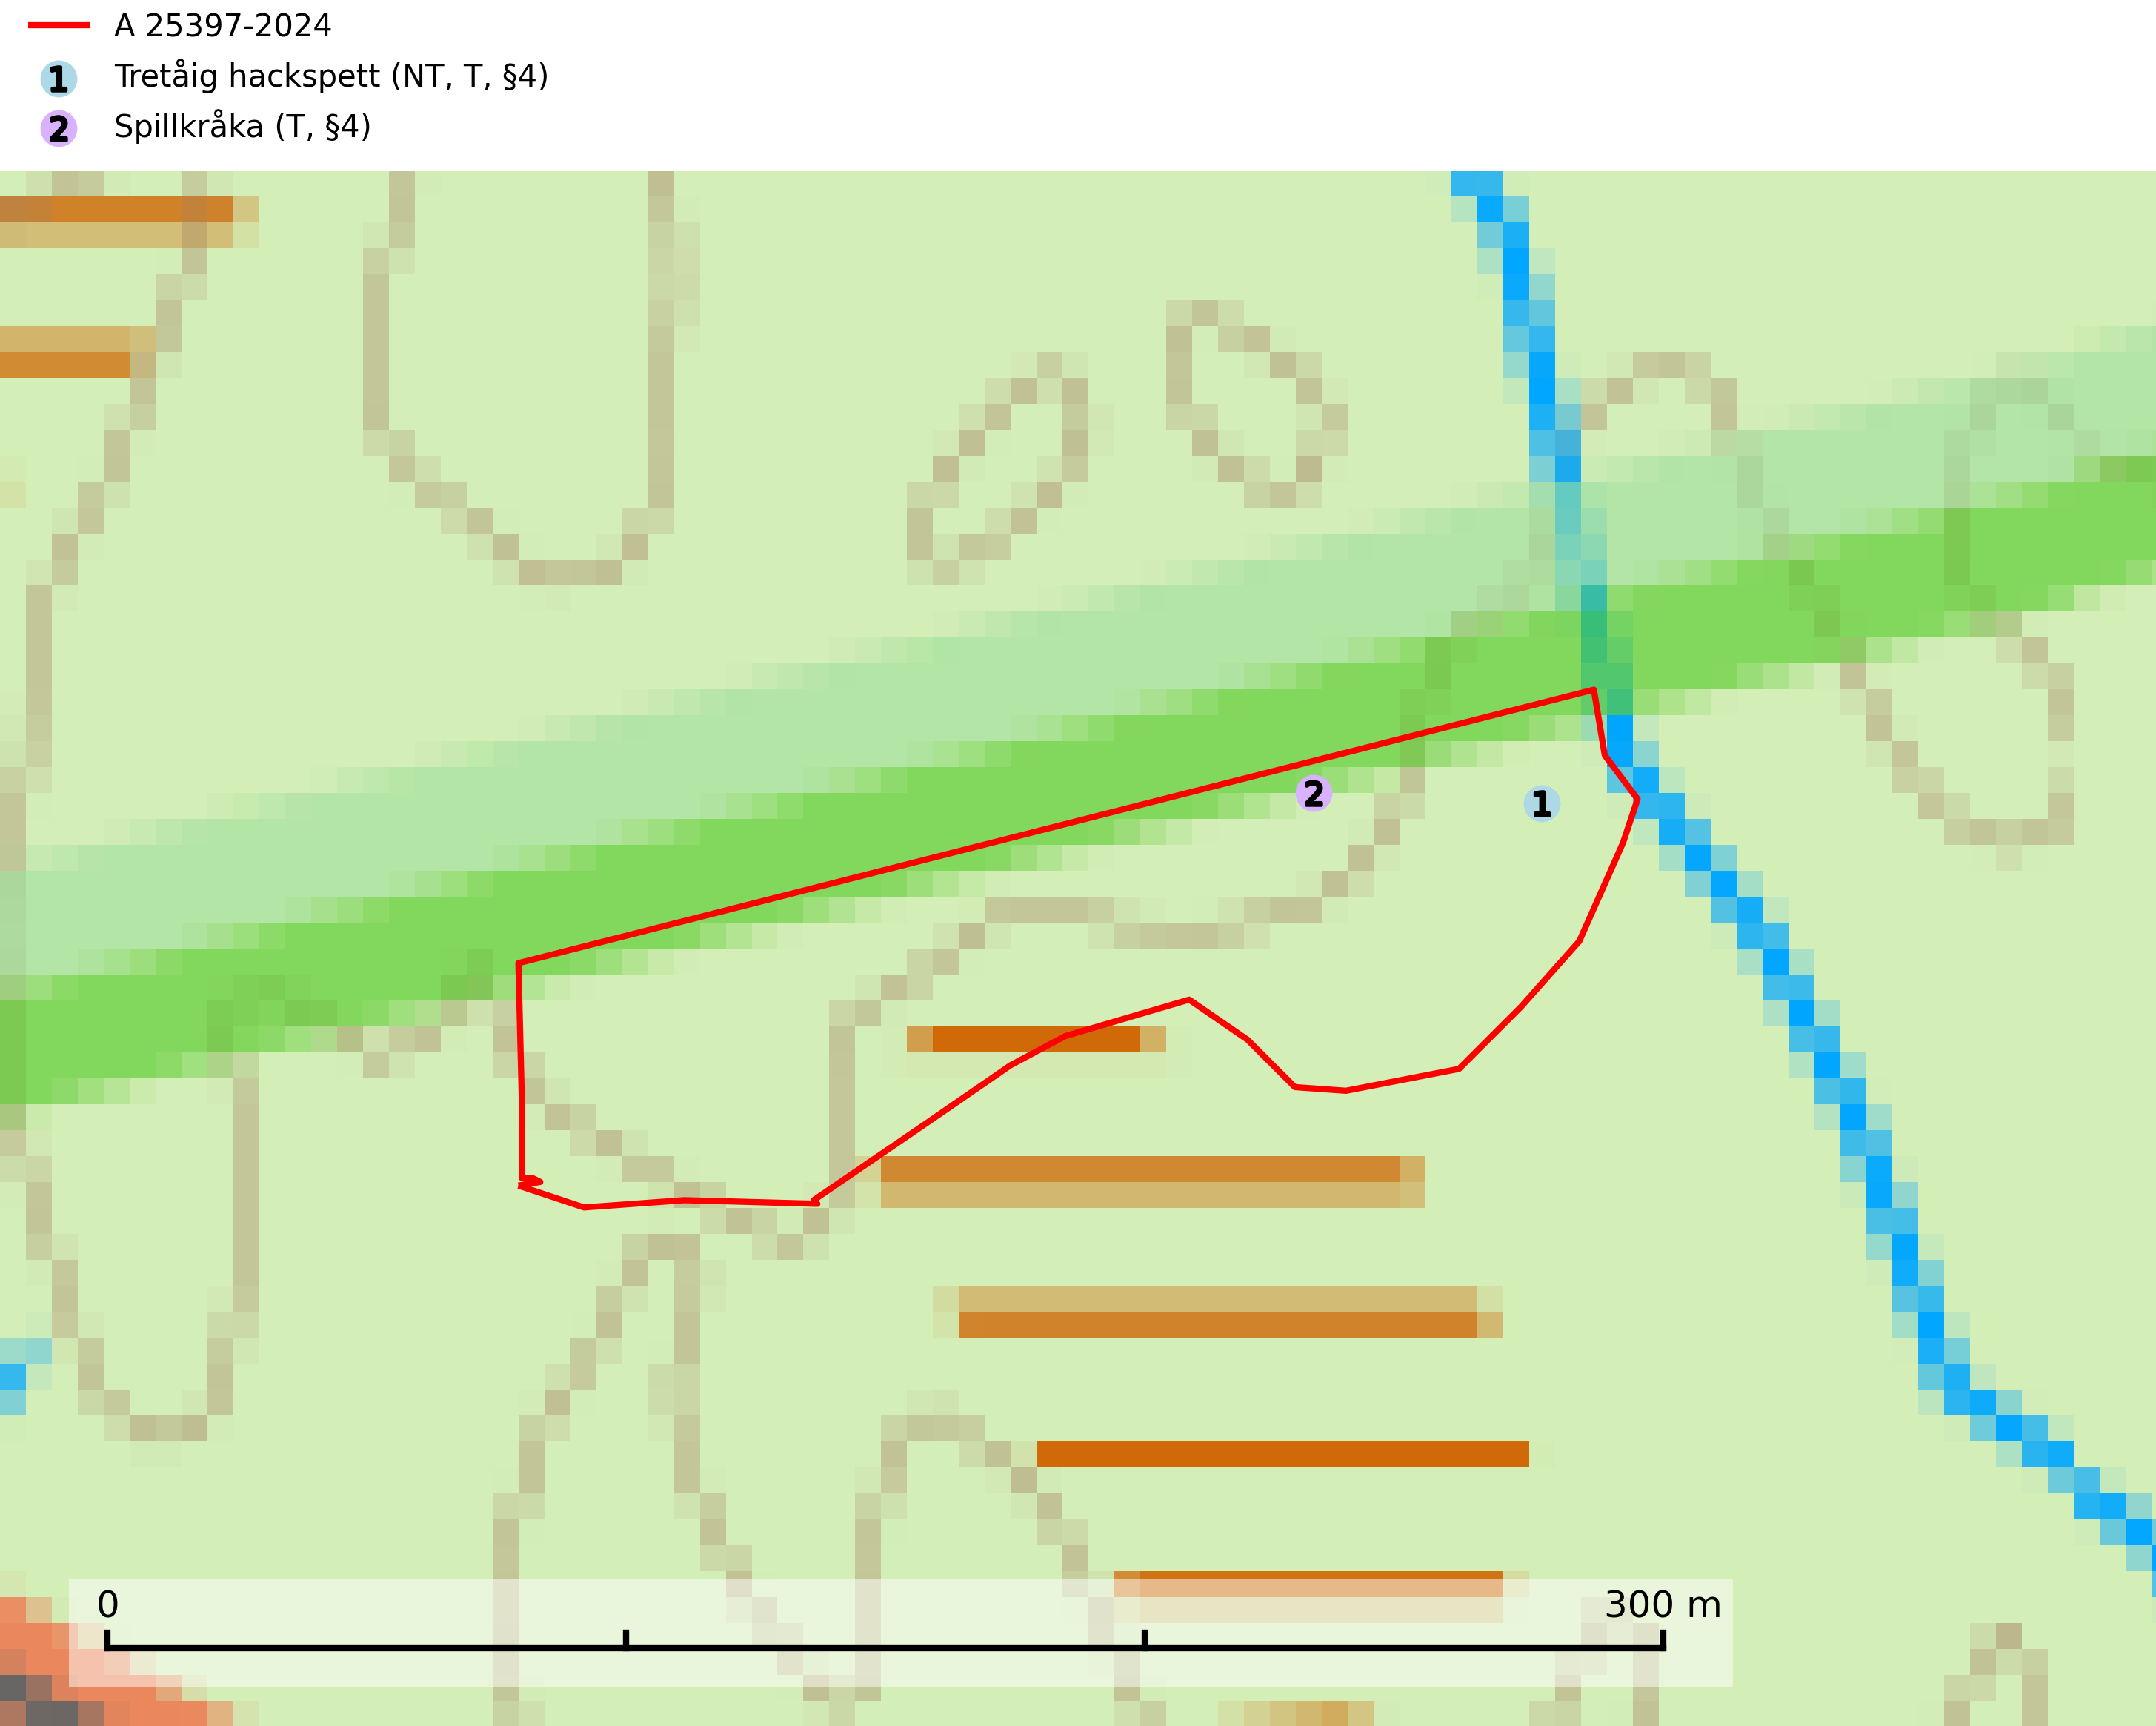 A 25397-2024
1 Tretåig hackspett (NT, T, §4)
2 Spillkråka (T, §4)
2
1
0 300 m